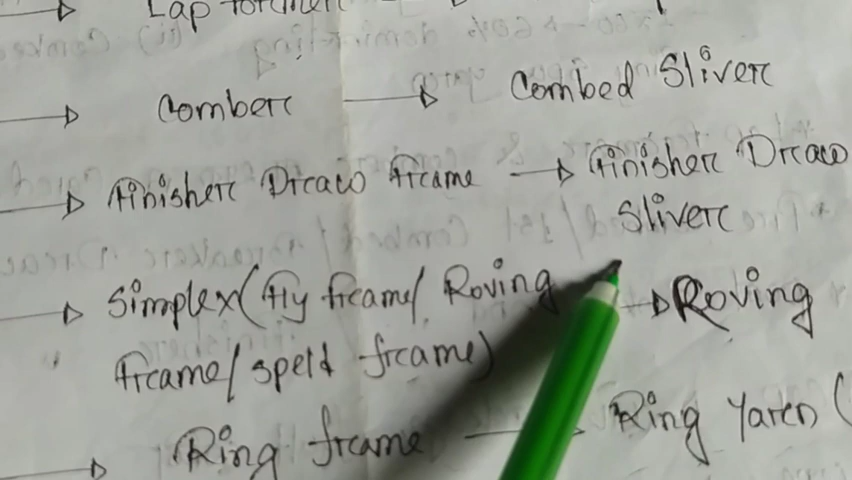 Lap former
Comber → Combed Sliver
Finisher Draw frame → Finisher Draw
Sliver
Simplex (fly frame / Roving → Roving
frame / speld frame)
Ring frame → Ring Yarn (